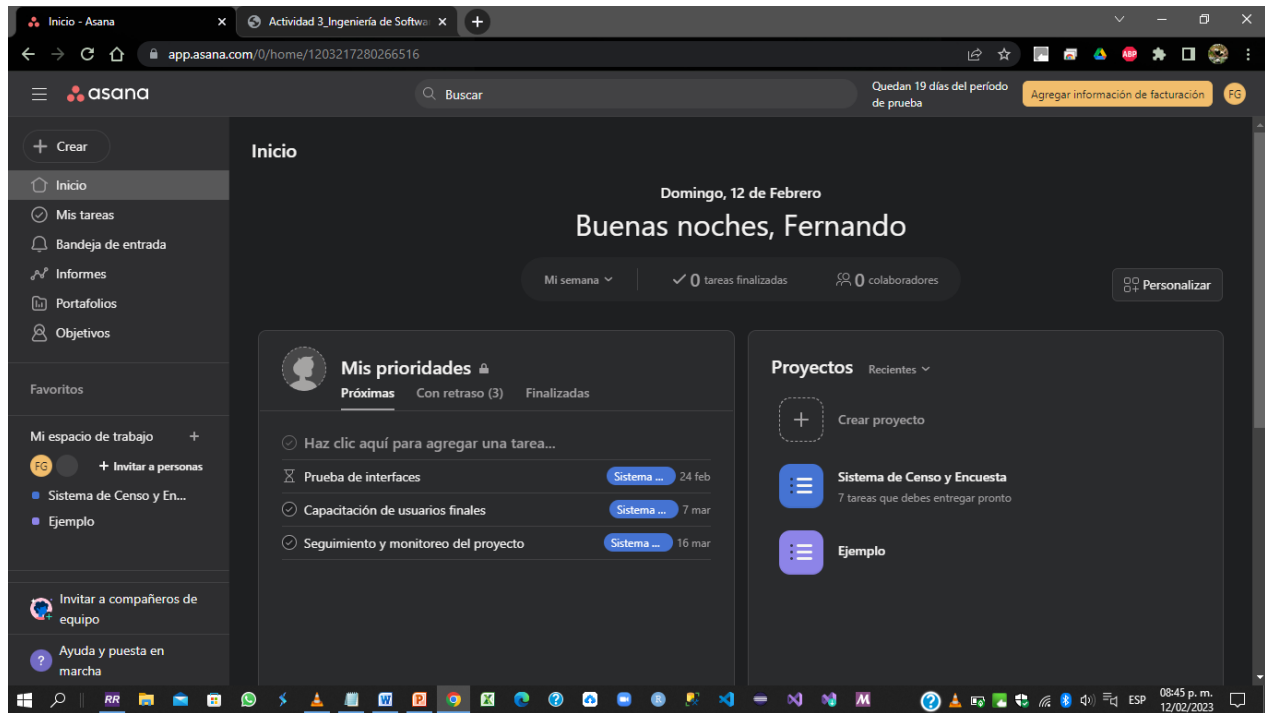 Inicio - Asana
Actividad 3_Ingeniería de Softwa
app.asana.com/0/home/1203217280266516
asana
Buscar
Quedan 19 días del período
de prueba
Agregar información de facturación
FG
Crear
Inicio
Mis tareas
Bandeja de entrada
Informes
Portafolios
Objetivos
Favoritos
Mi espacio de trabajo +
FG
+ Invitar a personas
Sistema de Censo y En...
Ejemplo
Invitar a compañeros de
equipo
? Ayuda y puesta en
marcha
Inicio
Domingo, 12 de Febrero
Buenas noches, Fernando
Mi semana
0 tareas finalizadas
0 colaboradores
Personalizar
Mis prioridades
Próximas Con retraso (3) Finalizadas
Haz clic aquí para agregar una tarea...
Prueba de interfaces Sistema ... 24 feb
Capacitación de usuarios finales Sistema ... 7 mar
Seguimiento y monitoreo del proyecto Sistema ... 16 mar
Proyectos Recientes
Crear proyecto
Sistema de Censo y Encuesta
7 tareas que debes entregar pronto
Ejemplo
ABP
RR
ESP
08:45 p. m.
12/02/2023